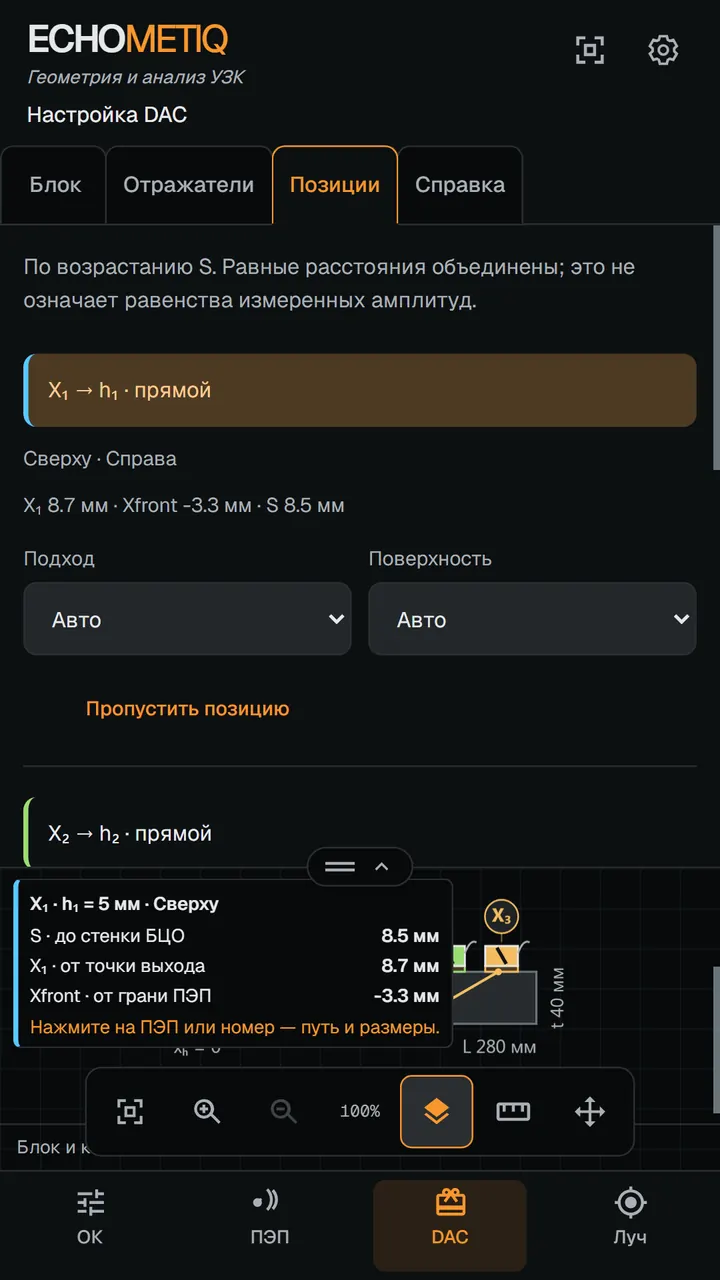 ECHOMETIQ
Геометрия и анализ УЗК
Настройка DAC
Блок
Отражатели
Позиции
Справка
По возрастанию S. Равные расстояния объединены; это не
означает равенства измеренных амплитуд.
X₁ → h₁ · прямой
Сверху · Справа
X₁ 8.7 мм · Xfront -3.3 мм · S 8.5 мм
Подход
Поверхность
Авто
Авто
Пропустить позицию
X₂ → h₂ · прямой
X₁ · h₁ = 5 мм · Сверху
S · до стенки БЦО 8.5 мм
X₁ · от точки выхода 8.7 мм
Xfront · от грани ПЭП -3.3 мм
Нажмите на ПЭП или номер — путь и размеры.
X₃
t 40 мм
L 280 мм
100%
Блок и
ОК
ПЭП
DAC
Луч